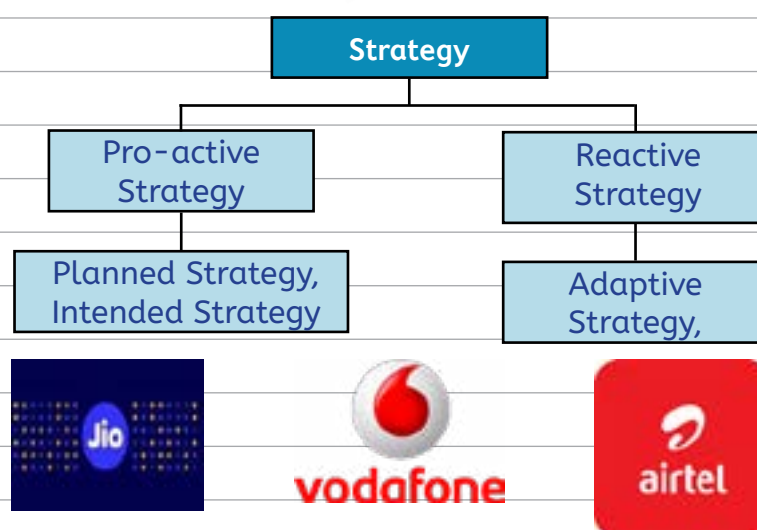 Strategy
Pro-active
Strategy
Reactive
Strategy
Planned Strategy,
Intended Strategy
Adaptive
Strategy,
Jio
vodafone
airtel